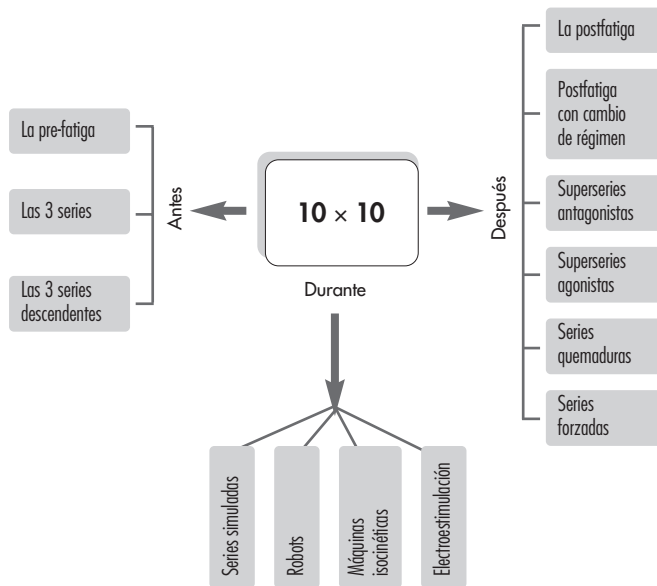 La pre-fatiga
Las 3 series
Las 3 series
descendentes
Antes
10 × 10
Durante
Después
La postfatiga
Postfatiga
con cambio
de régimen
Superseries
antagonistas
Superseries
agonistas
Series
quemaduras
Series
forzadas
Series simuladas
Robots
Máquinas
isocinéticas
Electroestimulación